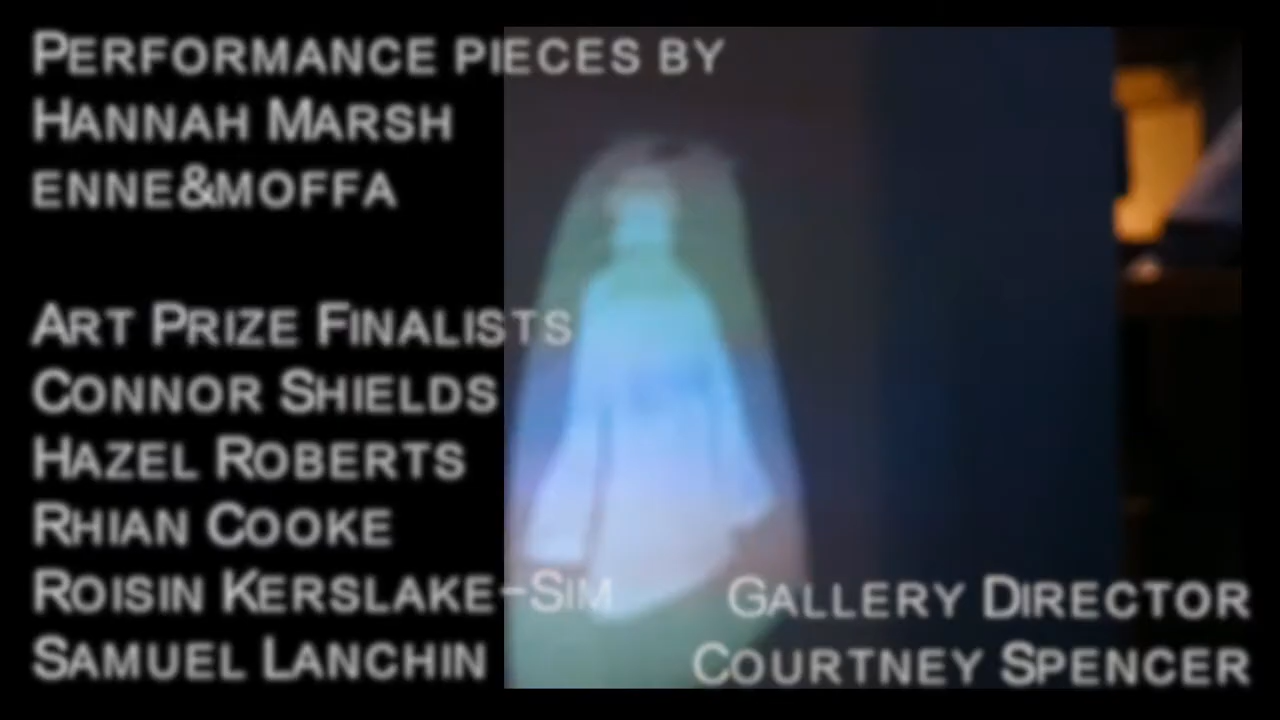 PERFORMANCE PIECES BY
HANNAH MARSH
ENNE&MOFFA
ART PRIZE FINALISTS
CONNOR SHIELDS
HAZEL ROBERTS
RHIAN COOKE
ROISIN KERSLAKE-SIM
SAMUEL LANCHIN
GALLERY DIRECTOR
COURTNEY SPENCER